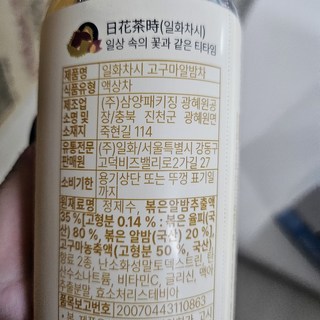 日花茶時(일화차시)
일상 속의 꽃과 같은 티타임
제품명 일화차시 고구마알밤차
식품유형 액상차
제조업 (주)삼양패키징 광혜원공
소명 및 장/충북 진천군 광혜원면
소재지 죽현길 114
유통전문 (주)일화/서울특별시 강동구
판매원 고덕비즈밸리로2가길 27
소비기한 용기상단 또는 뚜껑 표기일
까지
원재료명 정제수, 볶은알밤추출액
35%[고형분 0.14% : 볶은 율피(국
산) 80%, 볶은 알밤(국산) 20%],
고구마농축액(고형분 50%, 국산),
향료 2종, 난소화성말토덱스트린, 탄
산수소나트륨, 비타민C, 글리신,
추출분말, 효소처리스테비아
품목보고번호 20070443110863